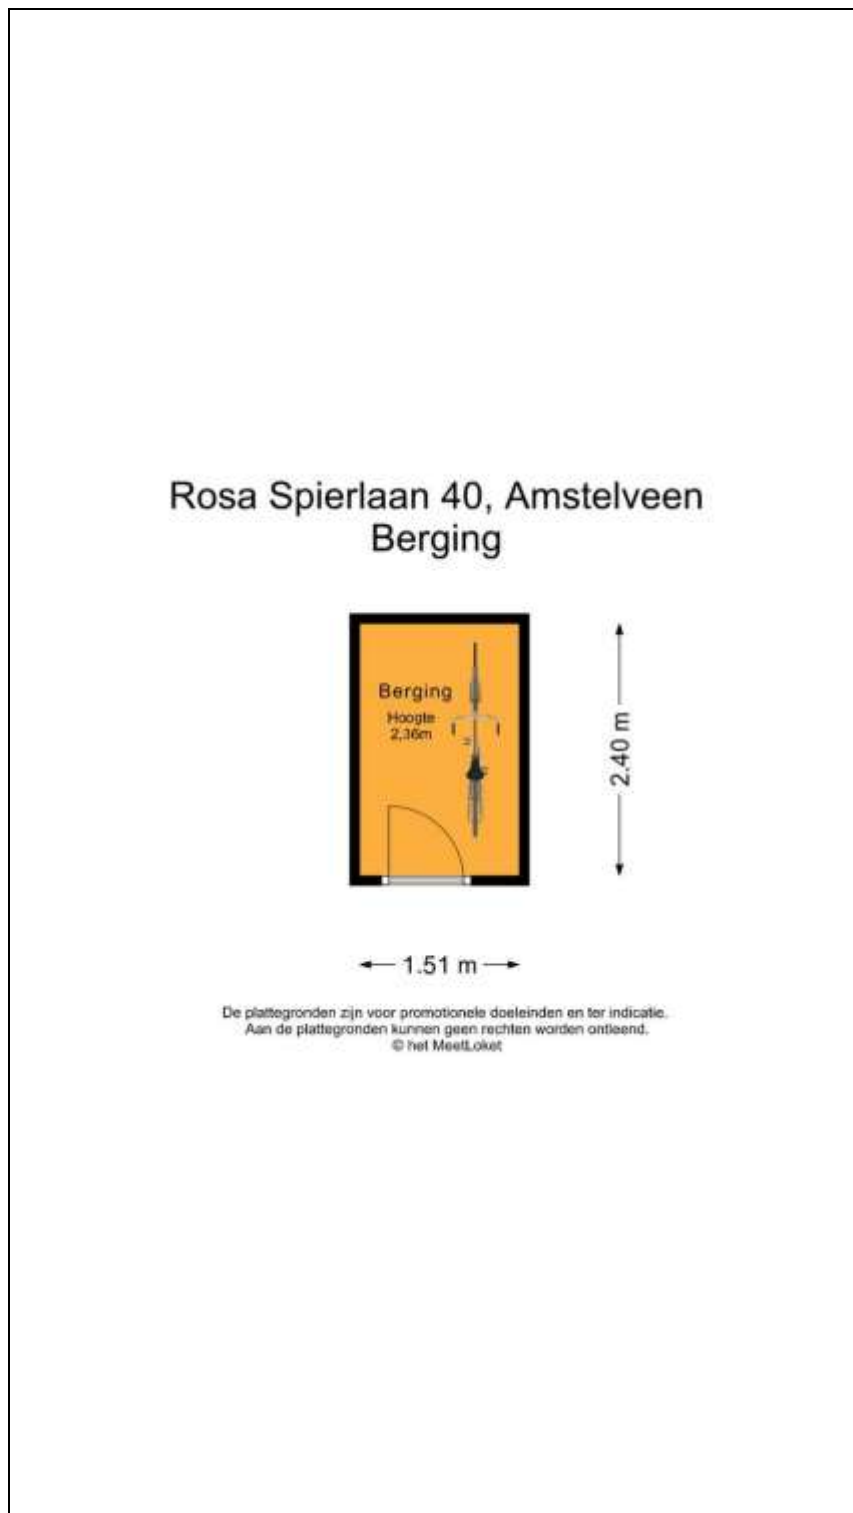 Rosa Spierlaan 40, Amstelveen
Berging
Berging
Hoogte
2,36m
2.40 m
1.51 m
De plattegronden zijn voor promotionele doeleinden en ter indicatie.
Aan de plattegronden kunnen geen rechten worden ontleend.
© het MeetLoket